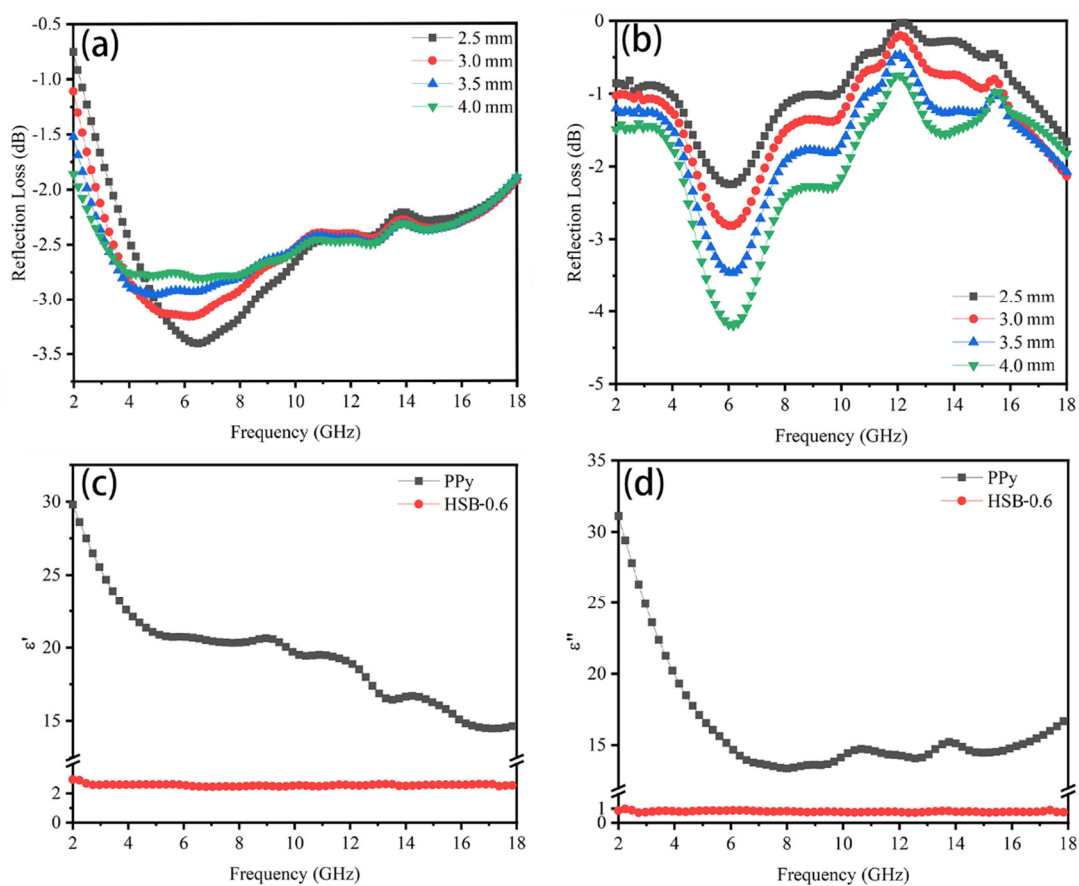 (a)
2.5 mm
3.0 mm
3.5 mm
4.0 mm
Reflection Loss (dB)
-0.5
-1.0
-1.5
-2.0
-2.5
-3.0
-3.5
2 4 6 8 10 12 14 16 18
Frequency (GHz)
(b)
Reflection Loss (dB)
0
-1
-2
-3
-4
-5
2.5 mm
3.0 mm
3.5 mm
4.0 mm
2 4 6 8 10 12 14 16 18
Frequency (GHz)
(c)
PPy
HSB-0.6
ε'
30
25
20
15
2
0
2 4 6 8 10 12 14 16 18
Frequency (GHz)
(d)
PPy
HSB-0.6
ε''
35
30
25
20
15
1
0
2 4 6 8 10 12 14 16 18
Frequency (GHz)